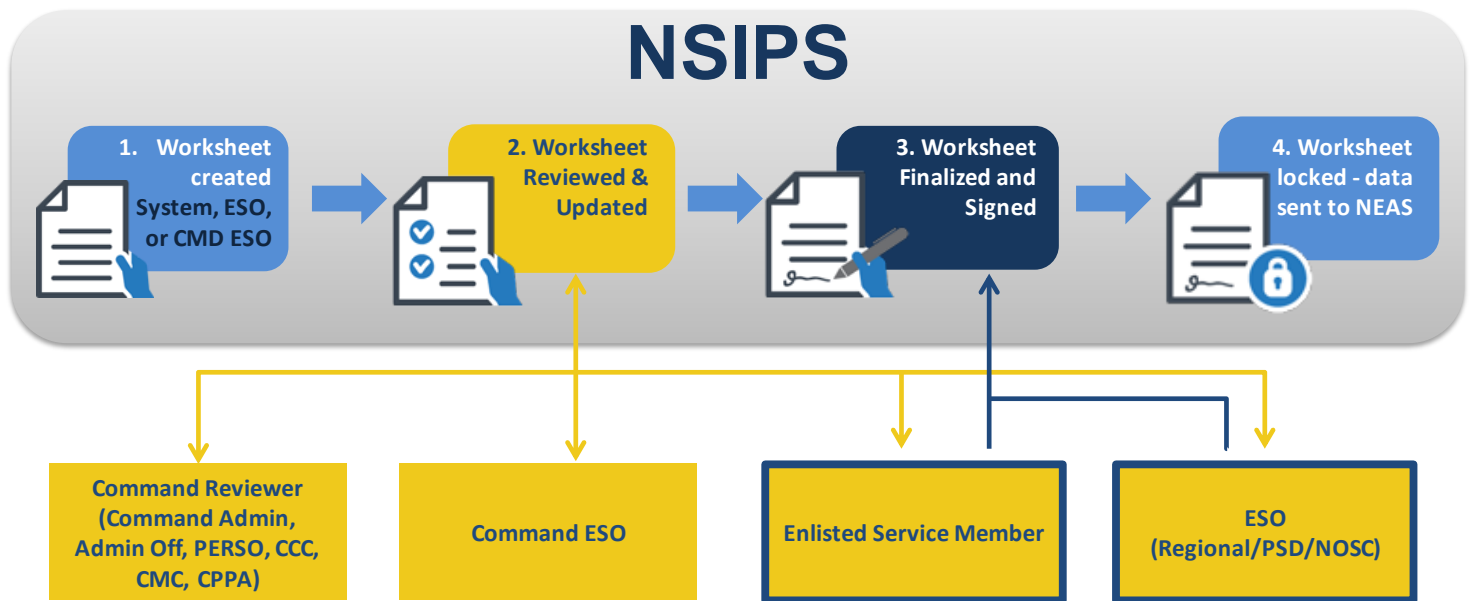 NSIPS
1. Worksheet
created
System, ESO,
or CMD ESO
2. Worksheet
Reviewed &
Updated
3. Worksheet
Finalized and
Signed
4. Worksheet
locked - data
sent to NEAS
Command Reviewer
(Command Admin,
Admin Off, PERSO, CCC,
CMC, CPPA)
Command ESO
Enlisted Service Member
ESO
(Regional/PSD/NOSC)